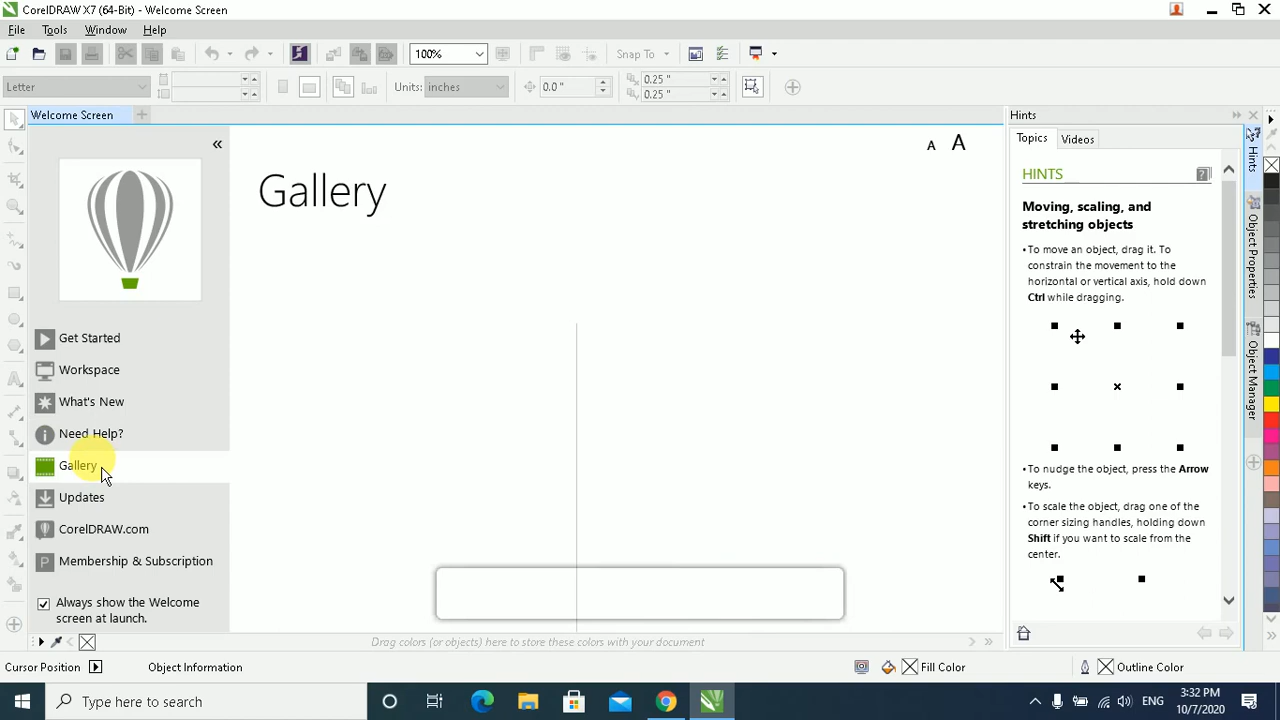 CorelDRAW X7 (64-Bit) - Welcome Screen
File Tools Window Help
100% Snap To
Letter Units: inches 0.0 " 0.25 "
0.25 "
Welcome Screen
Gallery
A A
Get Started
Workspace
What's New
Need Help?
Gallery
Updates
CorelDRAW.com
Membership & Subscription
Always show the Welcome
screen at launch.
Hints
Topics Videos
HINTS
Moving, scaling, and
stretching objects
• To move an object, drag it. To
constrain the movement to the
horizontal or vertical axis, hold down
Ctrl while dragging.
• To nudge the object, press the Arrow
keys.
• To scale the object, drag one of the
corner sizing handles, holding down
Shift if you want to scale from the
center.
Hints
Object Properties
Object Manager
Drag colors (or objects) here to store these colors with your document
Cursor Position Object Information Fill Color Outline Color
Type here to search ENG 3:32 PM
10/7/2020